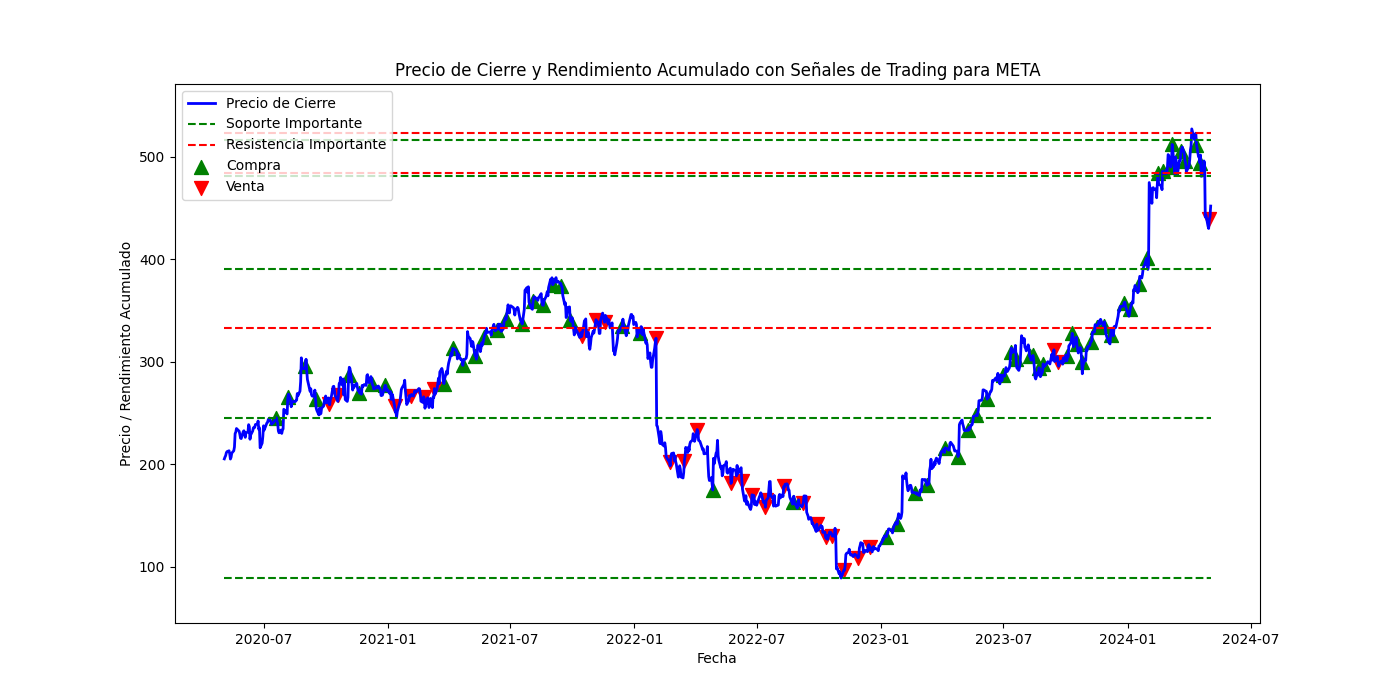 Precio de Cierre y Rendimiento Acumulado con Señales de Trading para META
Precio de Cierre
Soporte Importante
Resistencia Importante
Compra
Venta
Precio / Rendimiento Acumulado
500
400
300
200
100
2020-07
2021-01
2021-07
2022-01
2022-07
2023-01
2023-07
2024-01
2024-07
Fecha